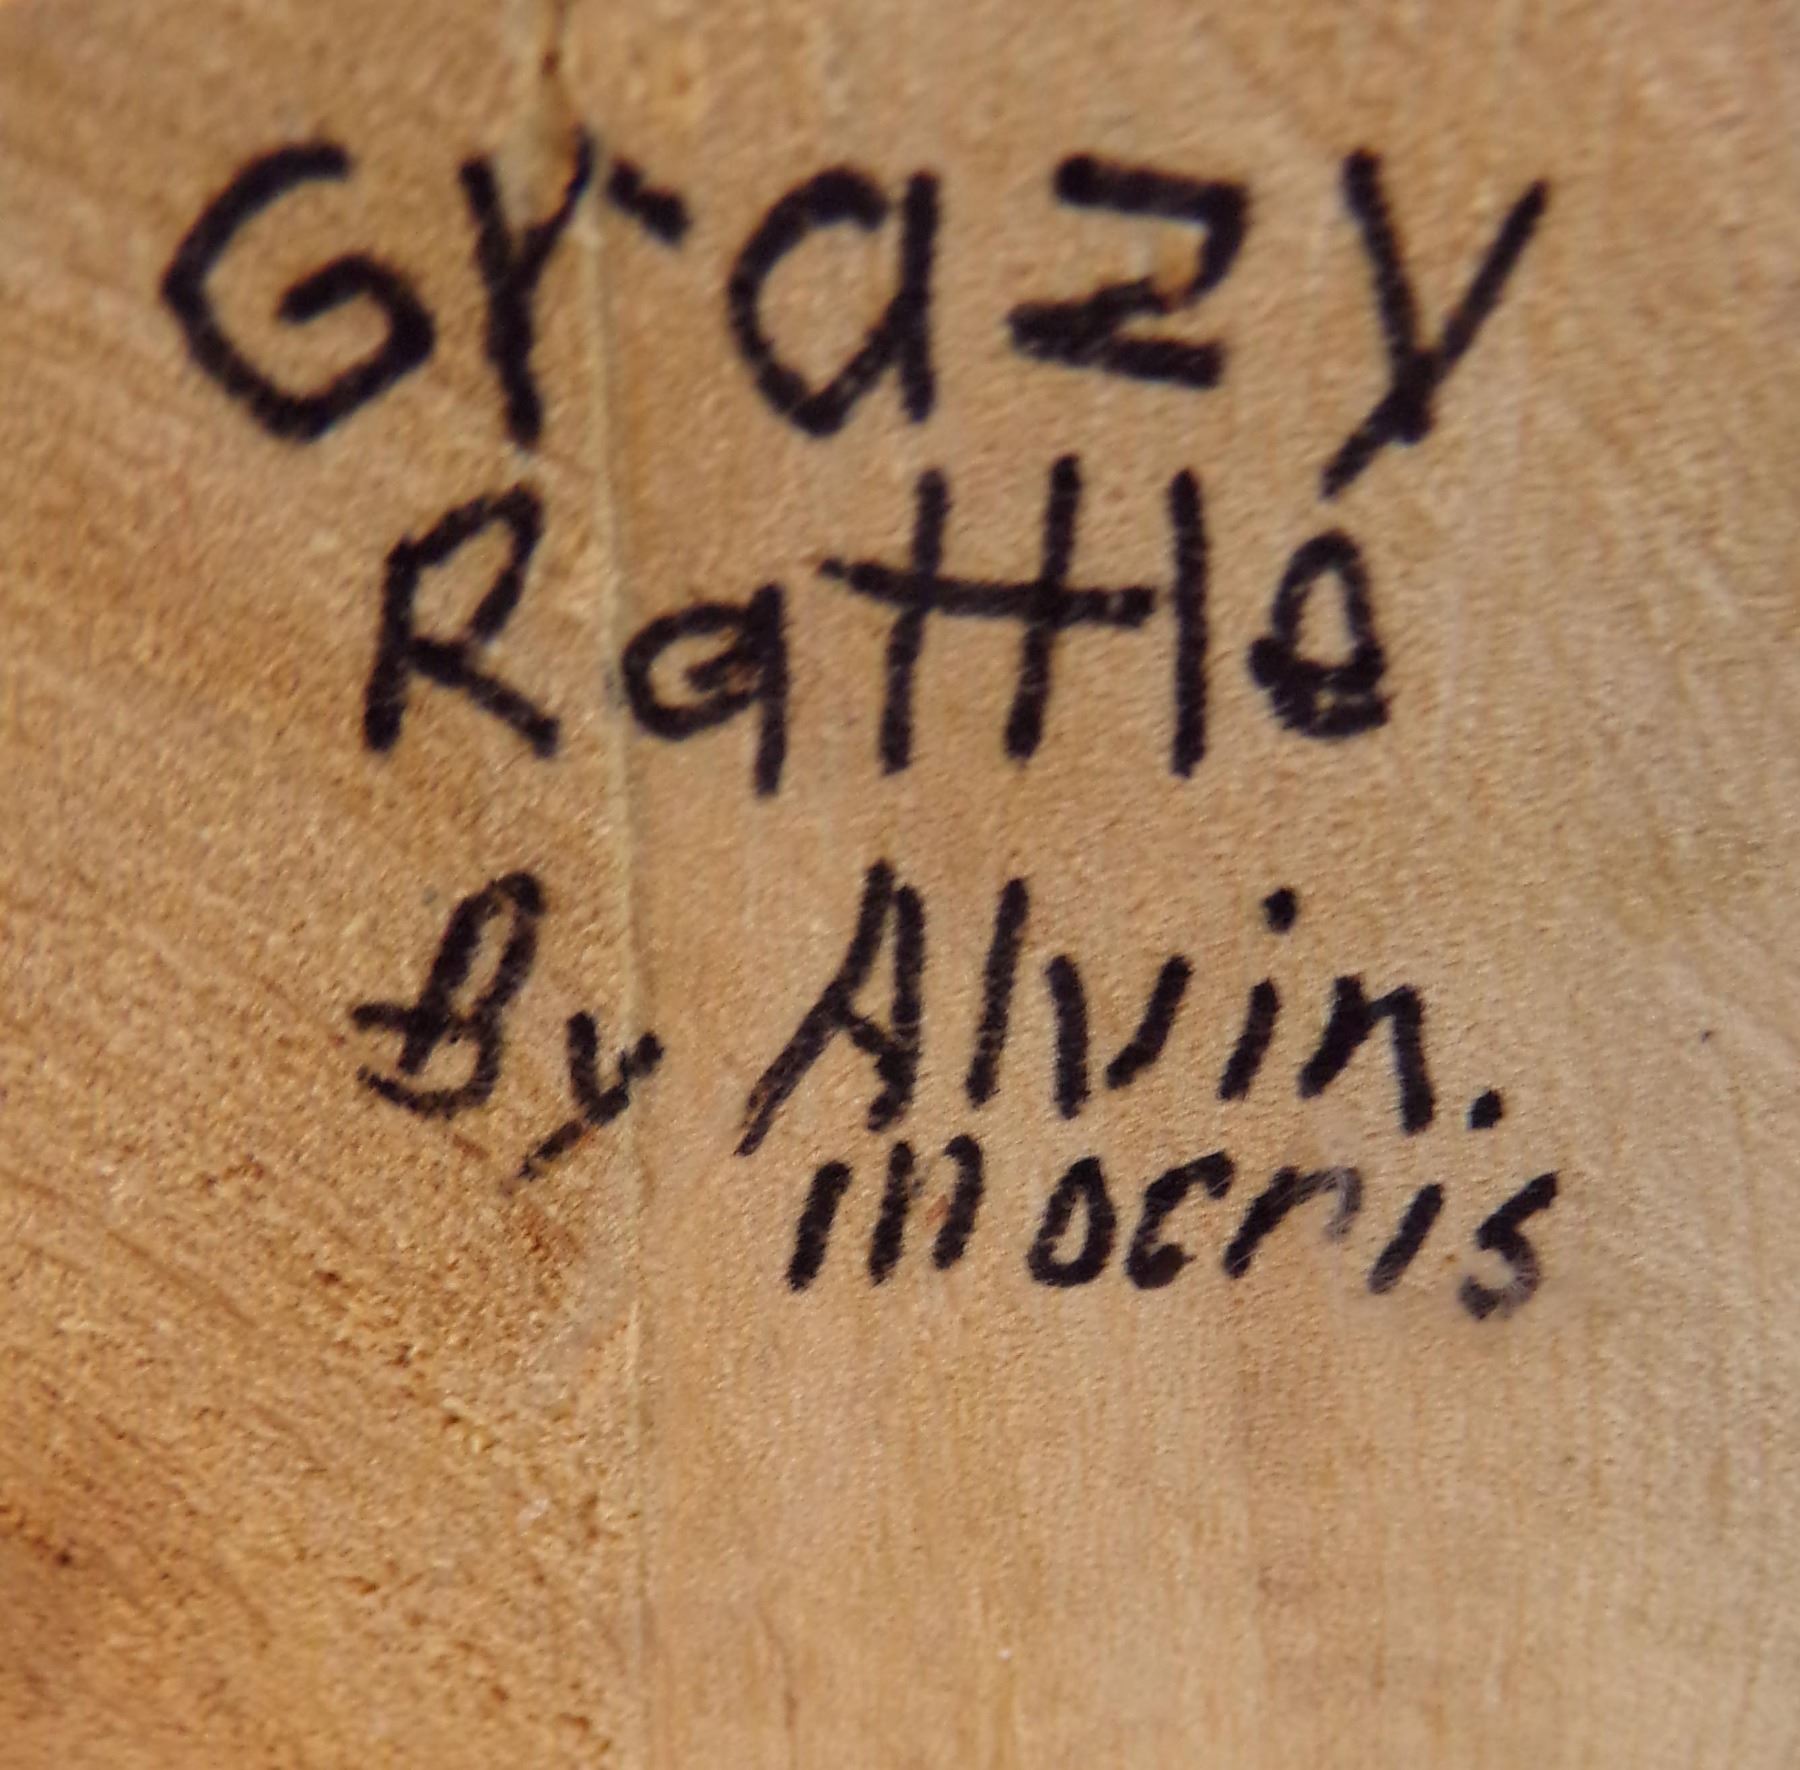 Grazy
Rattle
By Alvin.
morris